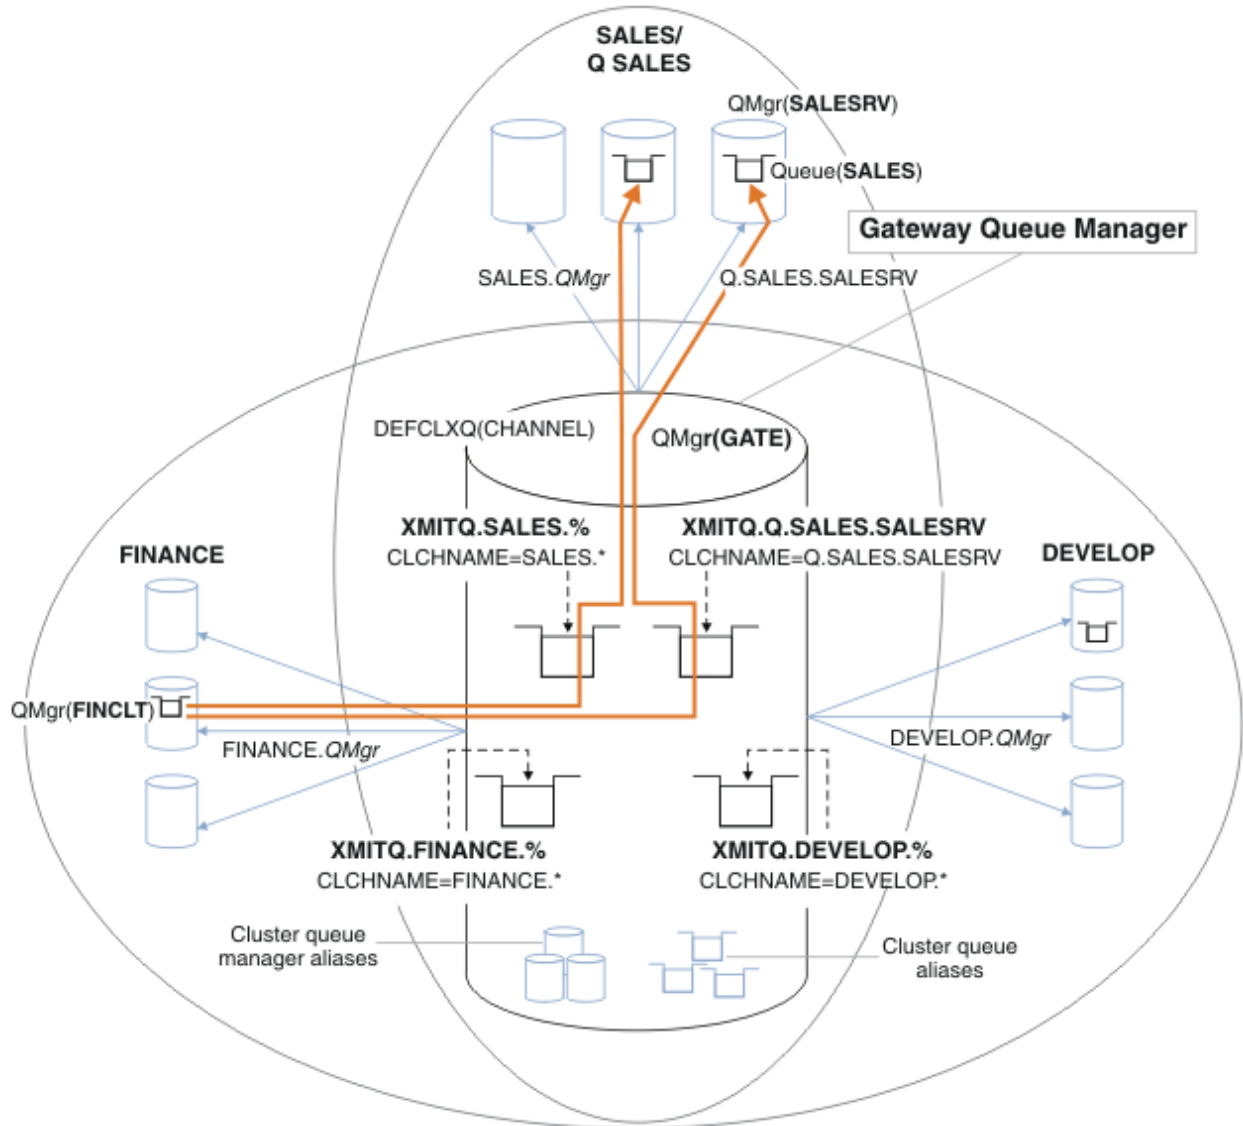 SALES/
Q SALES
QMgr(SALESRV)
Queue(SALES)
Gateway Queue Manager
SALES.QMgr
Q.SALES.SALESRV
DEFCLXQ(CHANNEL)
QMgr(GATE)
XMITQ.SALES.%
CLCHNAME=SALES.*
XMITQ.Q.SALES.SALESRV
CLCHNAME=Q.SALES.SALESRV
FINANCE
DEVELOP
QMgr(FINCLT)
FINANCE.QMgr
DEVELOP.QMgr
XMITQ.FINANCE.%
CLCHNAME=FINANCE.*
XMITQ.DEVELOP.%
CLCHNAME=DEVELOP.*
Cluster queue
manager aliases
Cluster queue
aliases